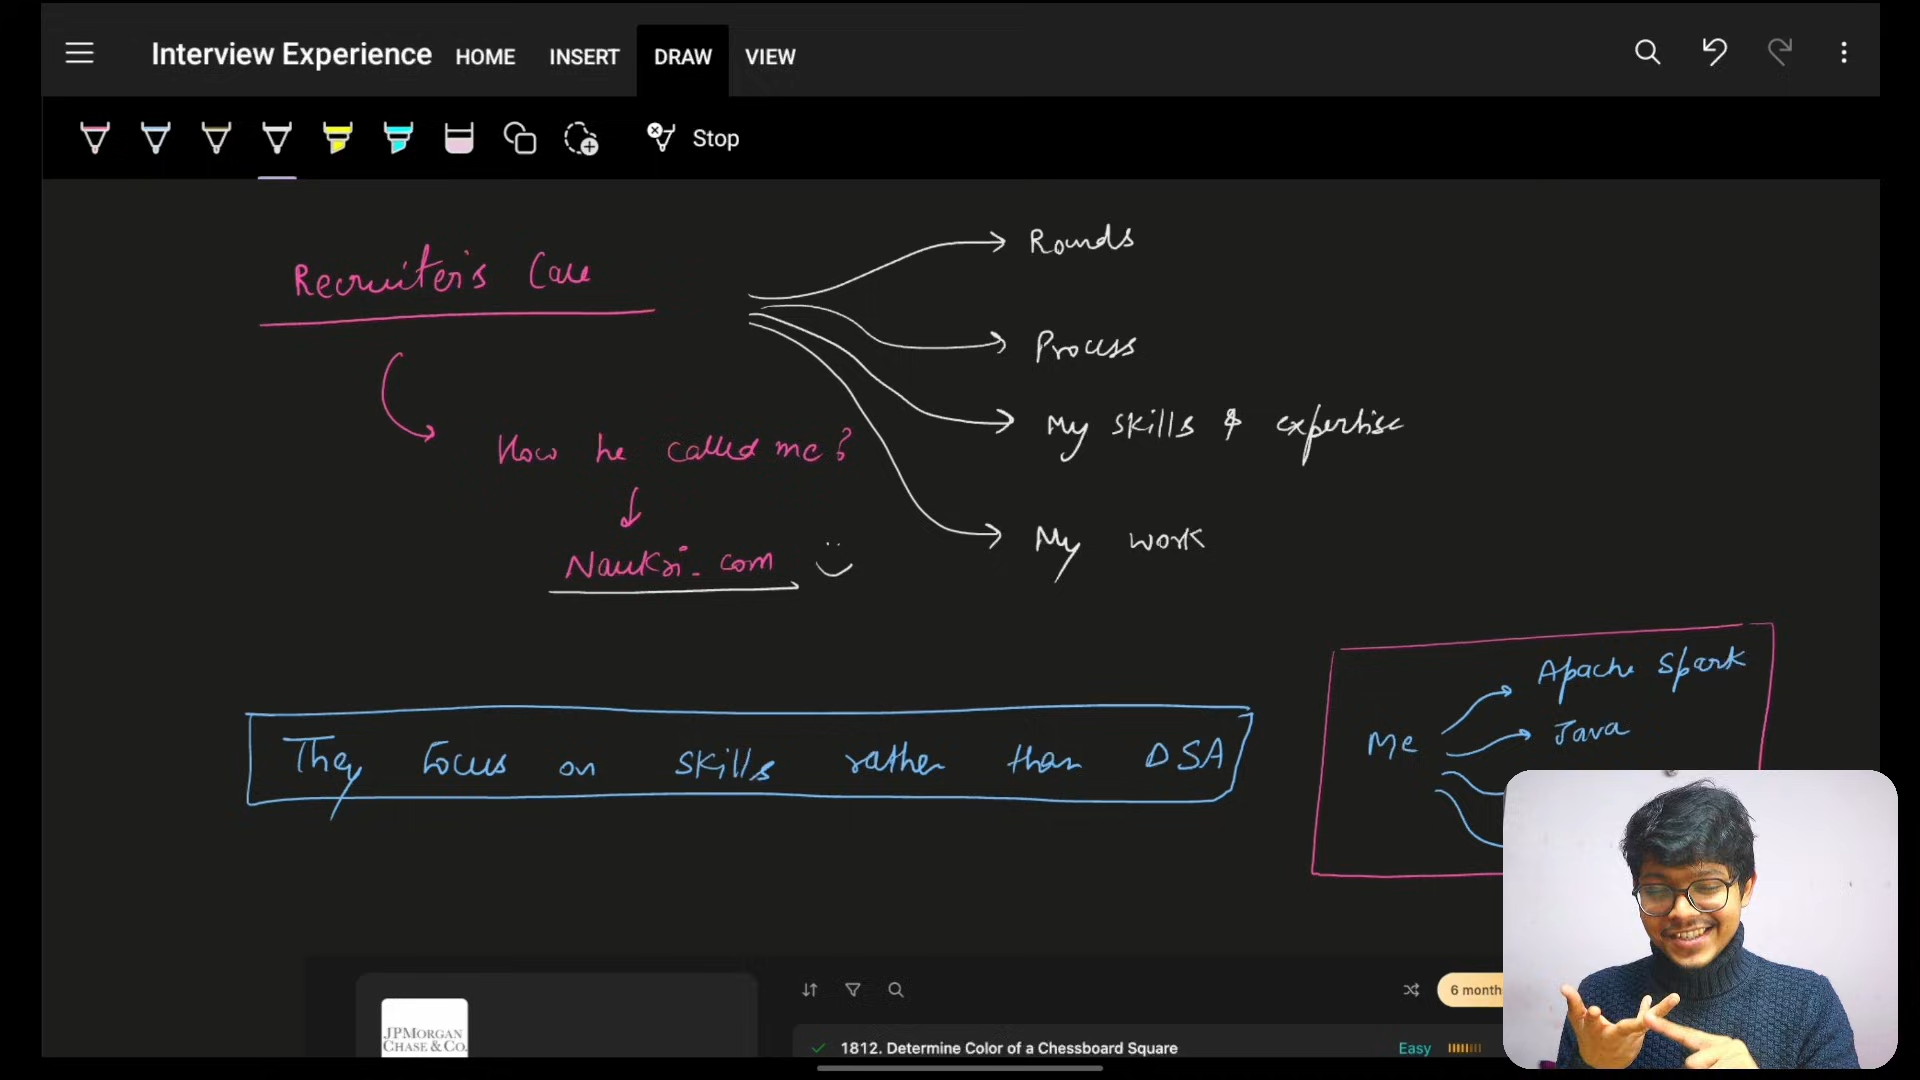 Interview Experience HOME INSERT DRAW VIEW
Stop
Recruiter's Call
Rounds
Process
My skills & expertise
My work
How he called me?
Naukri.com
They focus on skills rather than DSA
Me
Apache Spark
Java
6 month
JPMORGAN
CHASE & CO.
1812. Determine Color of a Chessboard Square Easy